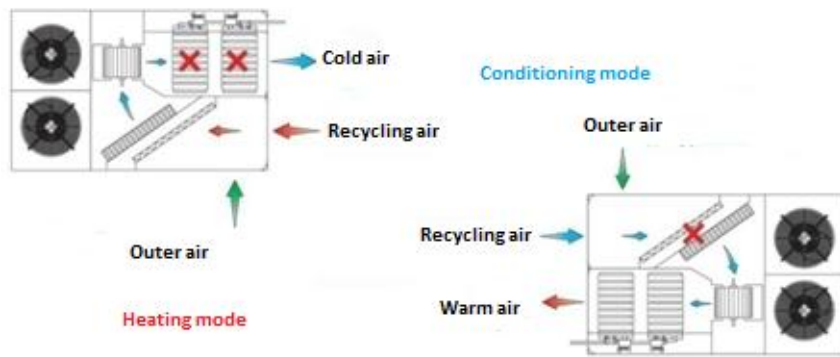 Cold air
Conditioning mode
Recycling air
Outer air
Outer air
Recycling air
Warm air
Heating mode